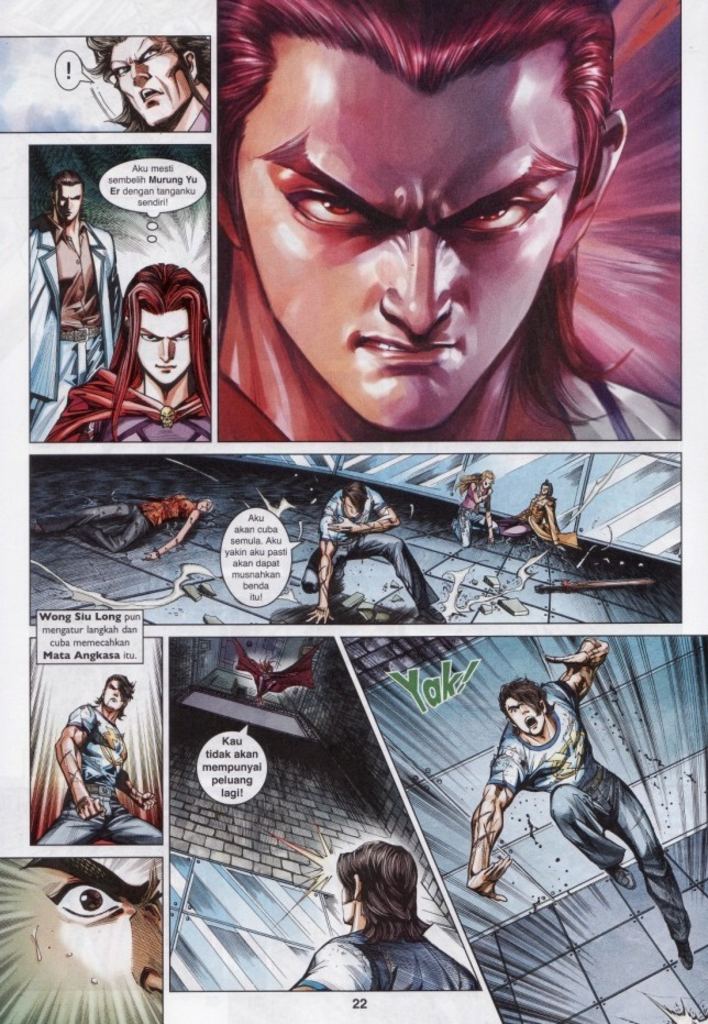 !
Aku mesti
sembelih Murung Yu
Er dengan tanganku
sendiri!
Aku
akan cuba
semula. Aku
yakin aku pasti
akan dapat
musnahkan
benda
itu!
Wong Siu Long pun
mengatur langkah dan
cuba memecahkan
Mata Angkasa itu.
Kau
tidak akan
mempunyai
peluang
lagi!
Yak!
22